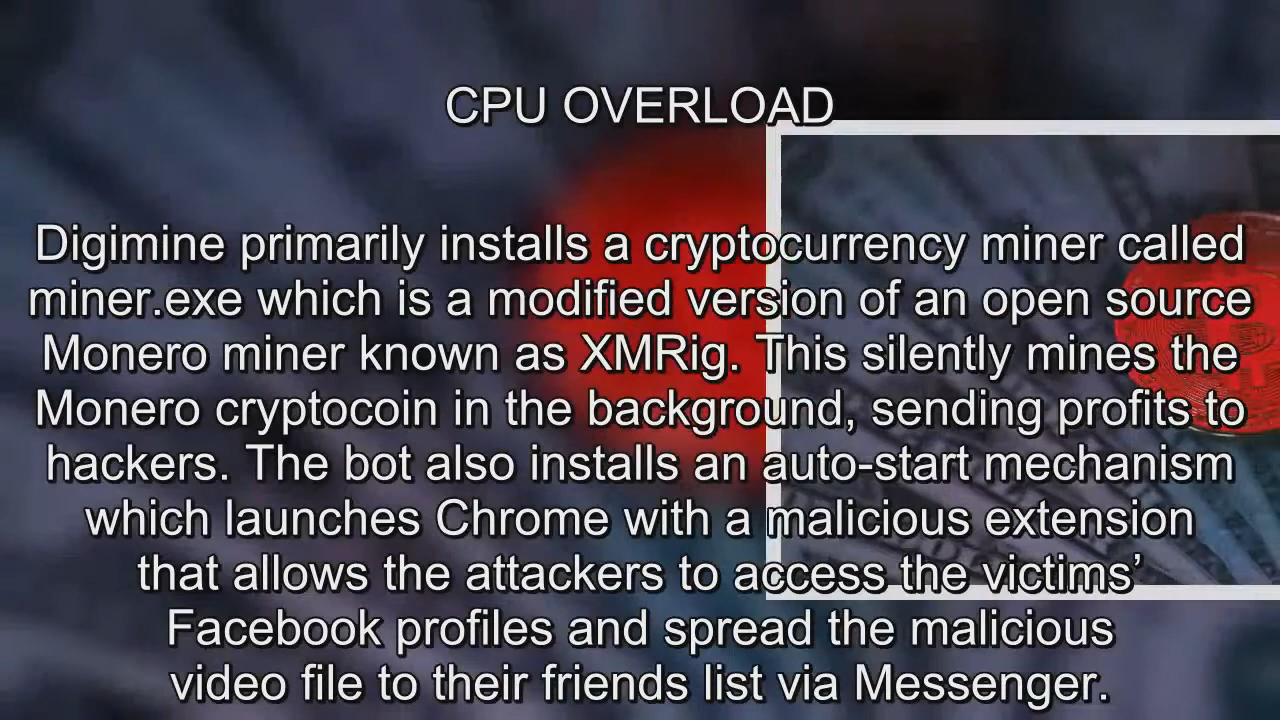 CPU OVERLOAD
Digimine primarily installs a cryptocurrency miner called
miner.exe which is a modified version of an open source
Monero miner known as XMRig. This silently mines the
Monero cryptocoin in the background, sending profits to
hackers. The bot also installs an auto-start mechanism
which launches Chrome with a malicious extension
that allows the attackers to access the victims’
Facebook profiles and spread the malicious
video file to their friends list via Messenger.